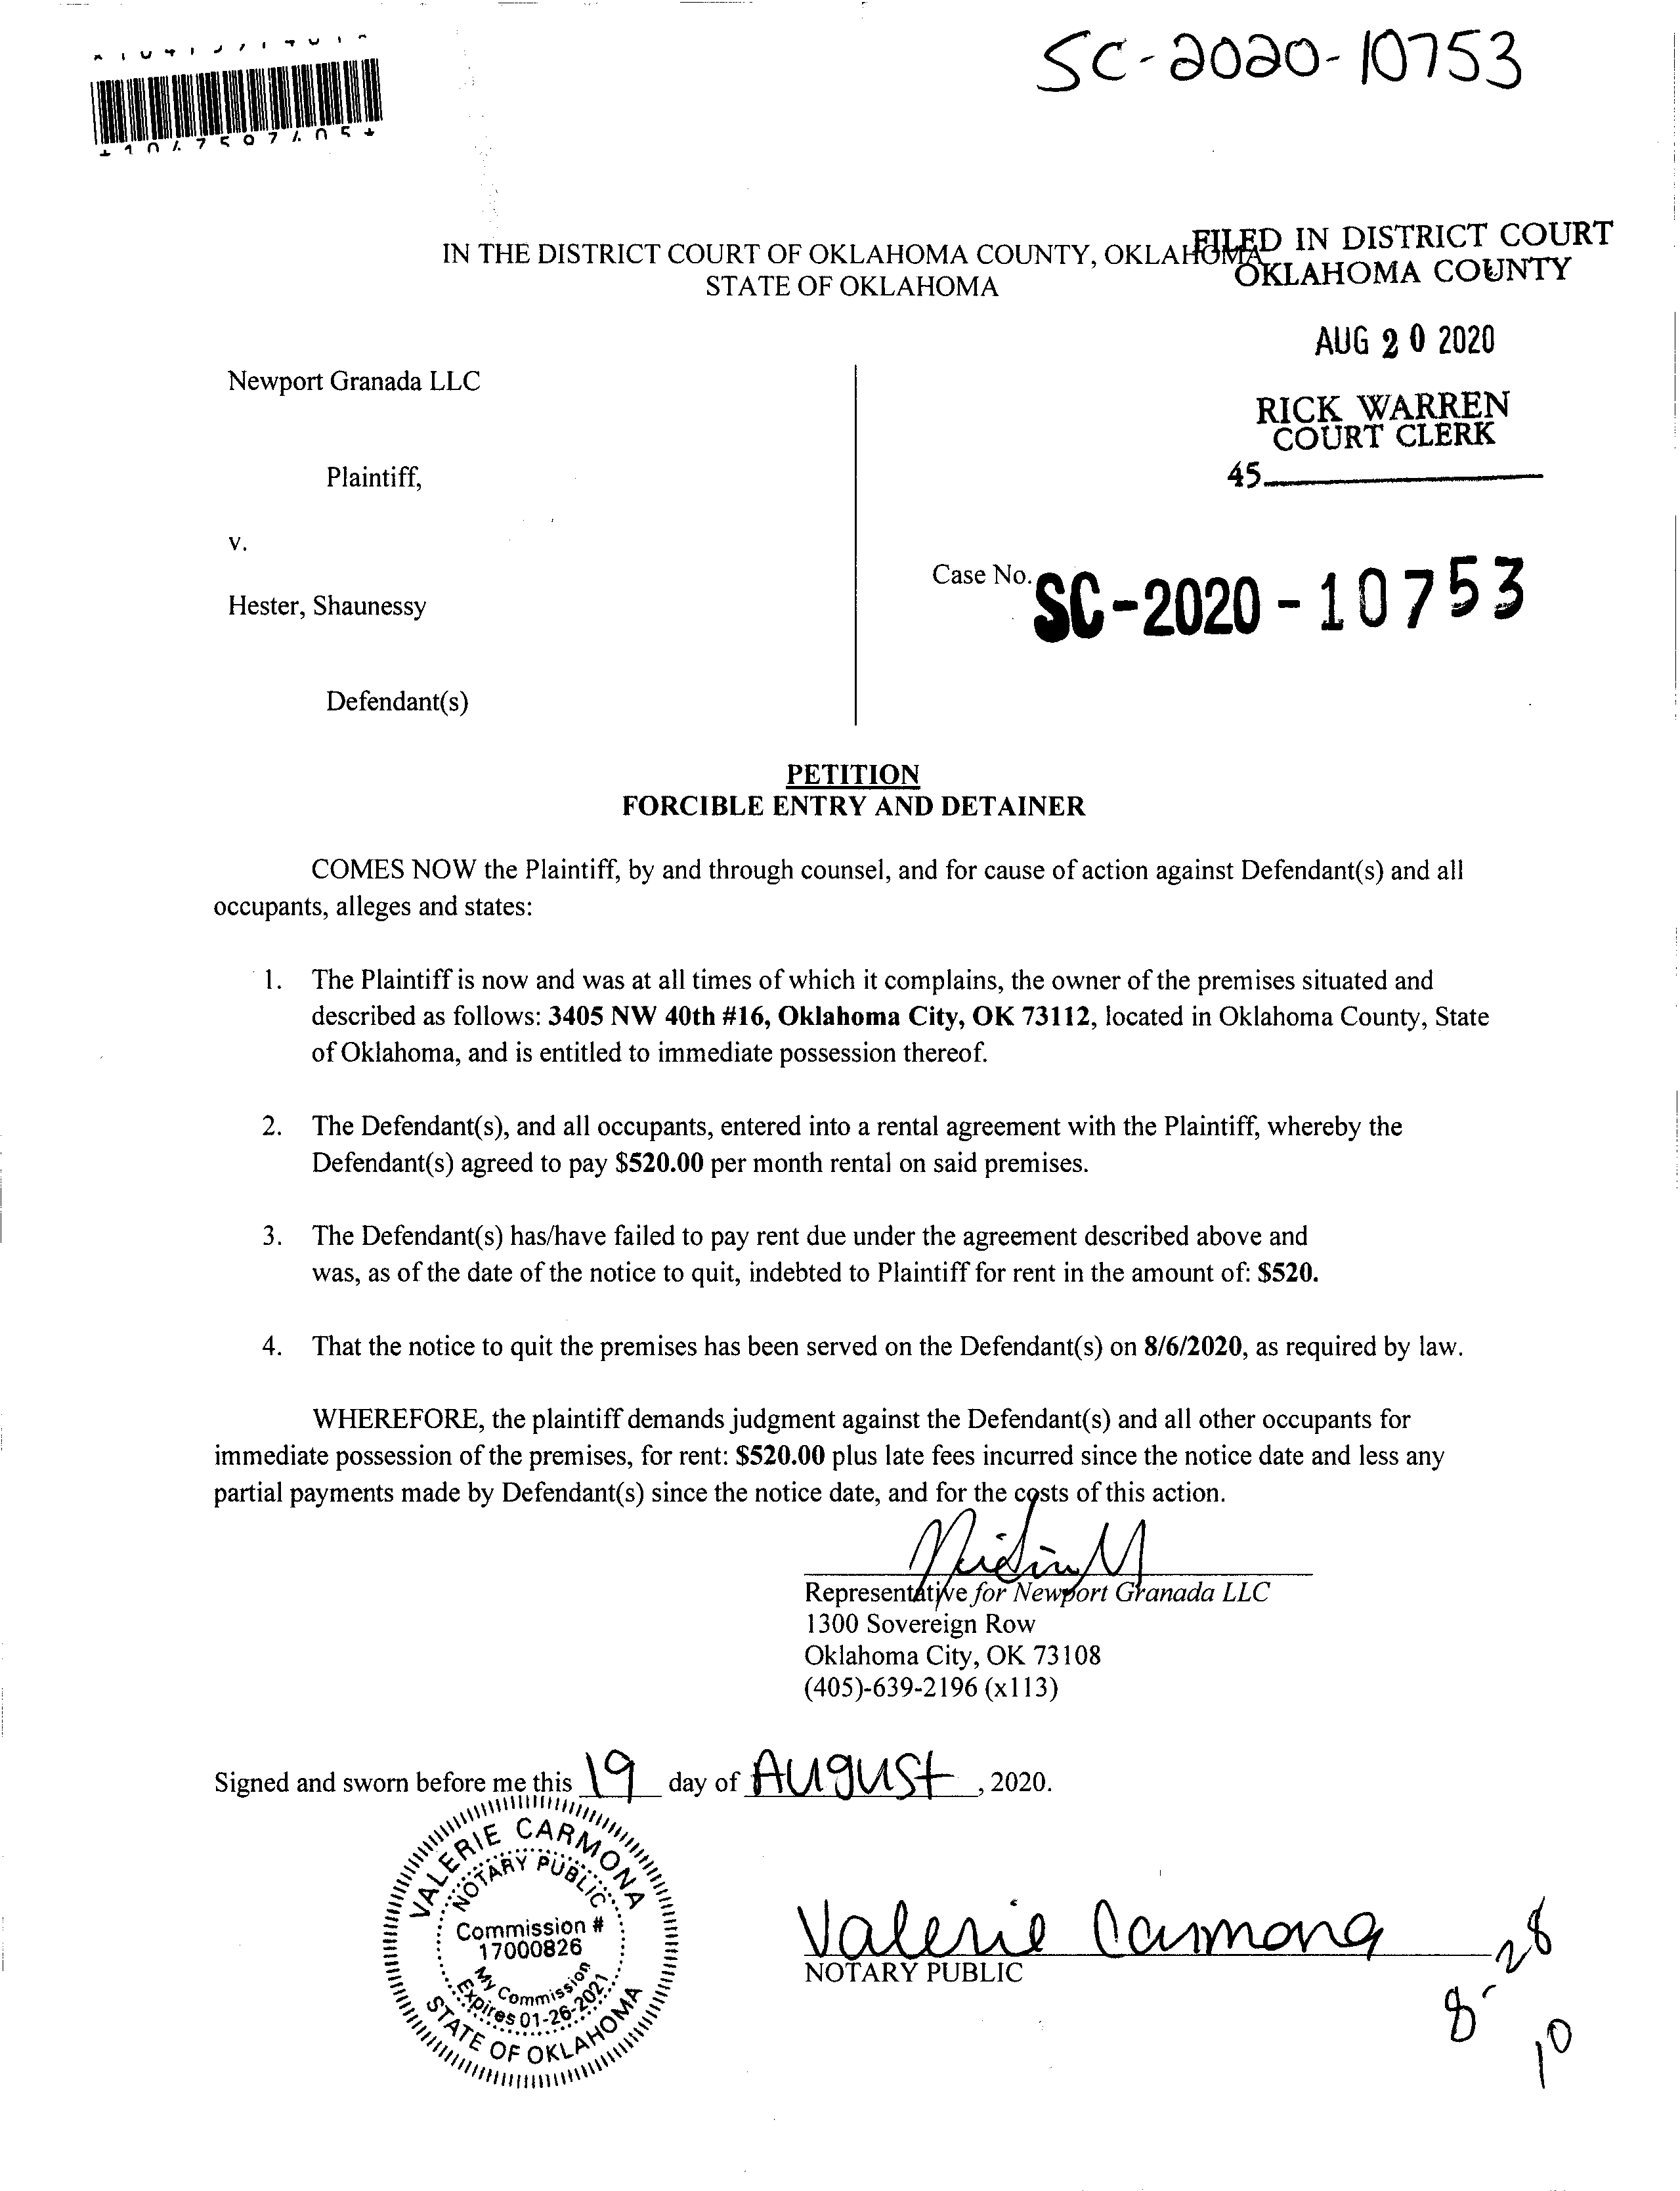 SC-2020-10753
IN THE DISTRICT COURT OF OKLAHOMA COUNTY, OKLAHOMA
STATE OF OKLAHOMA
FILED IN DISTRICT COURT
OKLAHOMA COUNTY
AUG 20 2020
RICK WARREN
COURT CLERK
45
Newport Granada LLC
Plaintiff,
v.
Case No. SC-2020-10753
Hester, Shaunessy
Defendant(s)
PETITION
FORCIBLE ENTRY AND DETAINER
COMES NOW the Plaintiff, by and through counsel, and for cause of action against Defendant(s) and all
occupants, alleges and states:
1. The Plaintiff is now and was at all times of which it complains, the owner of the premises situated and
described as follows: 3405 NW 40th #16, Oklahoma City, OK 73112, located in Oklahoma County, State
of Oklahoma, and is entitled to immediate possession thereof.
2. The Defendant(s), and all occupants, entered into a rental agreement with the Plaintiff, whereby the
Defendant(s) agreed to pay $520.00 per month rental on said premises.
3. The Defendant(s) has/have failed to pay rent due under the agreement described above and
was, as of the date of the notice to quit, indebted to Plaintiff for rent in the amount of: $520.
4. That the notice to quit the premises has been served on the Defendant(s) on 8/6/2020, as required by law.
WHEREFORE, the plaintiff demands judgment against the Defendant(s) and all other occupants for
immediate possession of the premises, for rent: $520.00 plus late fees incurred since the notice date and less any
partial payments made by Defendant(s) since the notice date, and for the costs of this action.
Representative for Newport Granada LLC
1300 Sovereign Row
Oklahoma City, OK 73108
(405)-639-2196 (x113)
Signed and sworn before me this 19 day of August, 2020.
VALERIE CARMONA
NOTARY PUBLIC
Commission #
17000826
My Commission
Expires 01-26-2021
STATE OF OKLAHOMA
Valerie Carmona
NOTARY PUBLIC
8-28
10